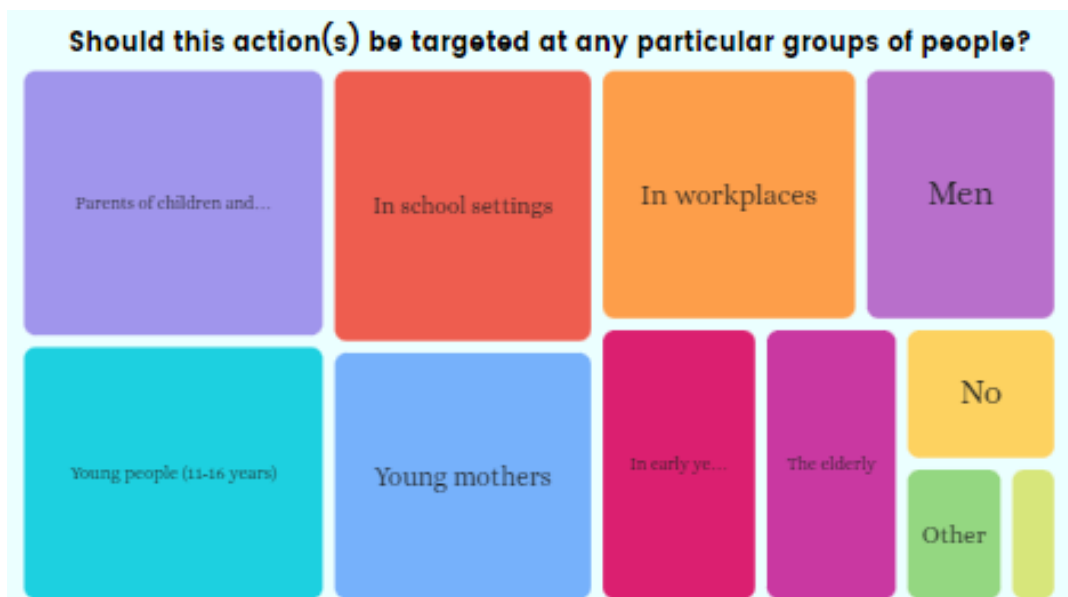 Should this action(s) be targeted at any particular groups of people?
Parents of children and...
In school settings
In workplaces
Men
Young people (11-16 years)
Young mothers
In early ye...
The elderly
No
Other